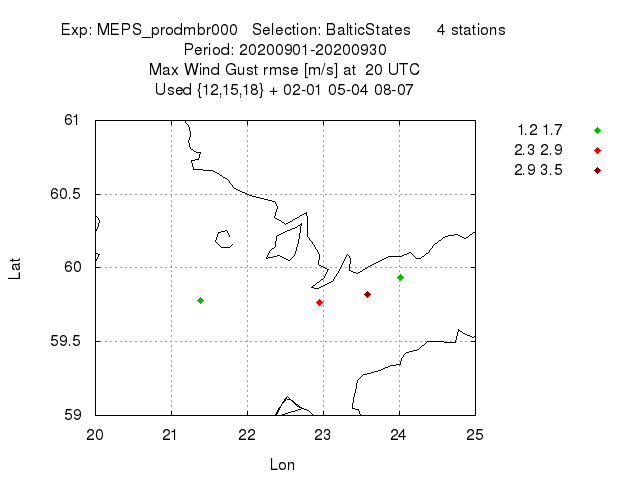 Exp: MEPS_prodmbr000 Selection: BalticStates 4 stations
Period: 20200901-20200930
Max Wind Gust rmse [m/s] at 20 UTC
Used {12,15,18} + 02-01 05-04 08-07
61
60.5
60
59.5
59
Lat
20 21 22 23 24 25
Lon
1.2 1.7
2.3 2.9
2.9 3.5